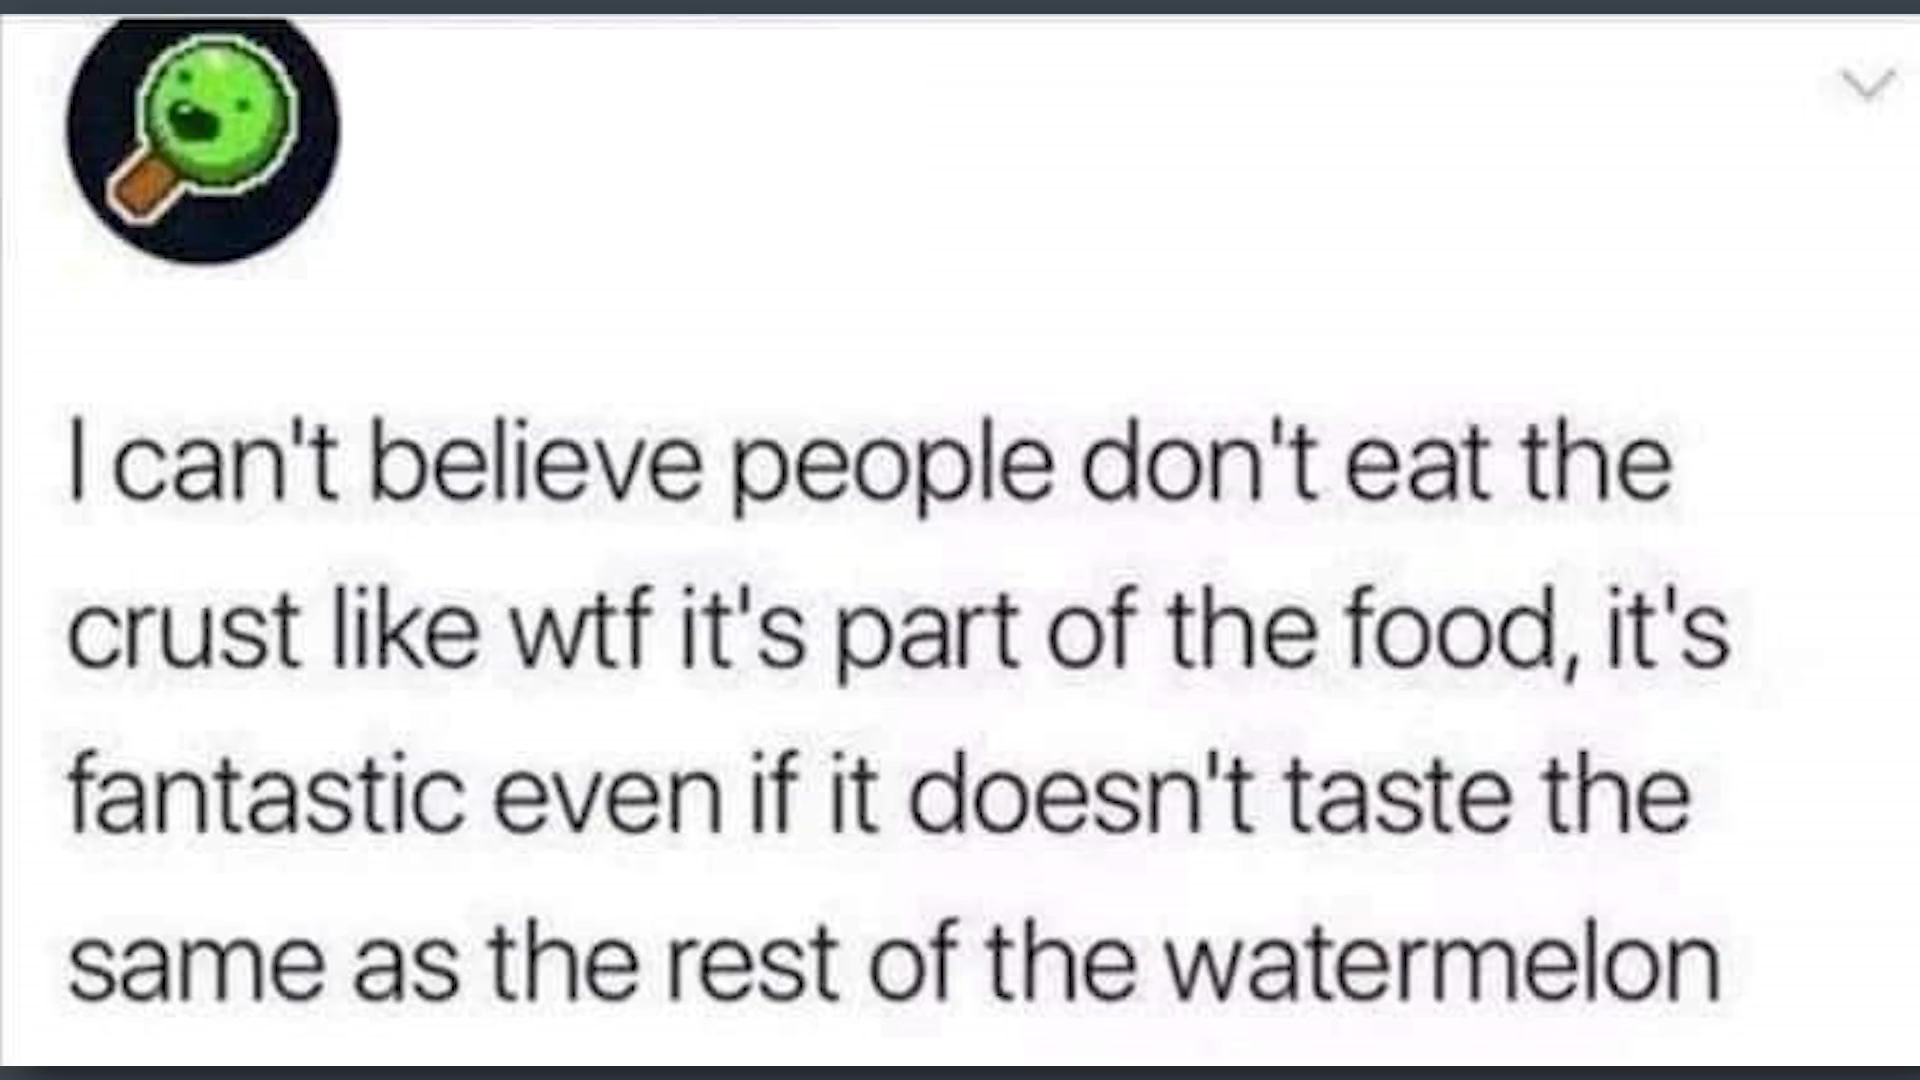 I can't believe people don't eat the
crust like wtf it's part of the food, it's
fantastic even if it doesn't taste the
same as the rest of the watermelon